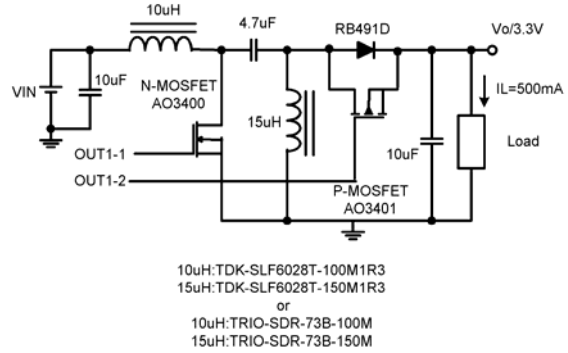 10uH
4.7uF
RB491D
Vo/3.3V
VIN
10uF
N-MOSFET
AO3400
15uH
IL=500mA
10uF
Load
OUT1-1
OUT1-2
P-MOSFET
AO3401
10uH:TDK-SLF6028T-100M1R3
15uH:TDK-SLF6028T-150M1R3
or
10uH:TRIO-SDR-73B-100M
15uH:TRIO-SDR-73B-150M